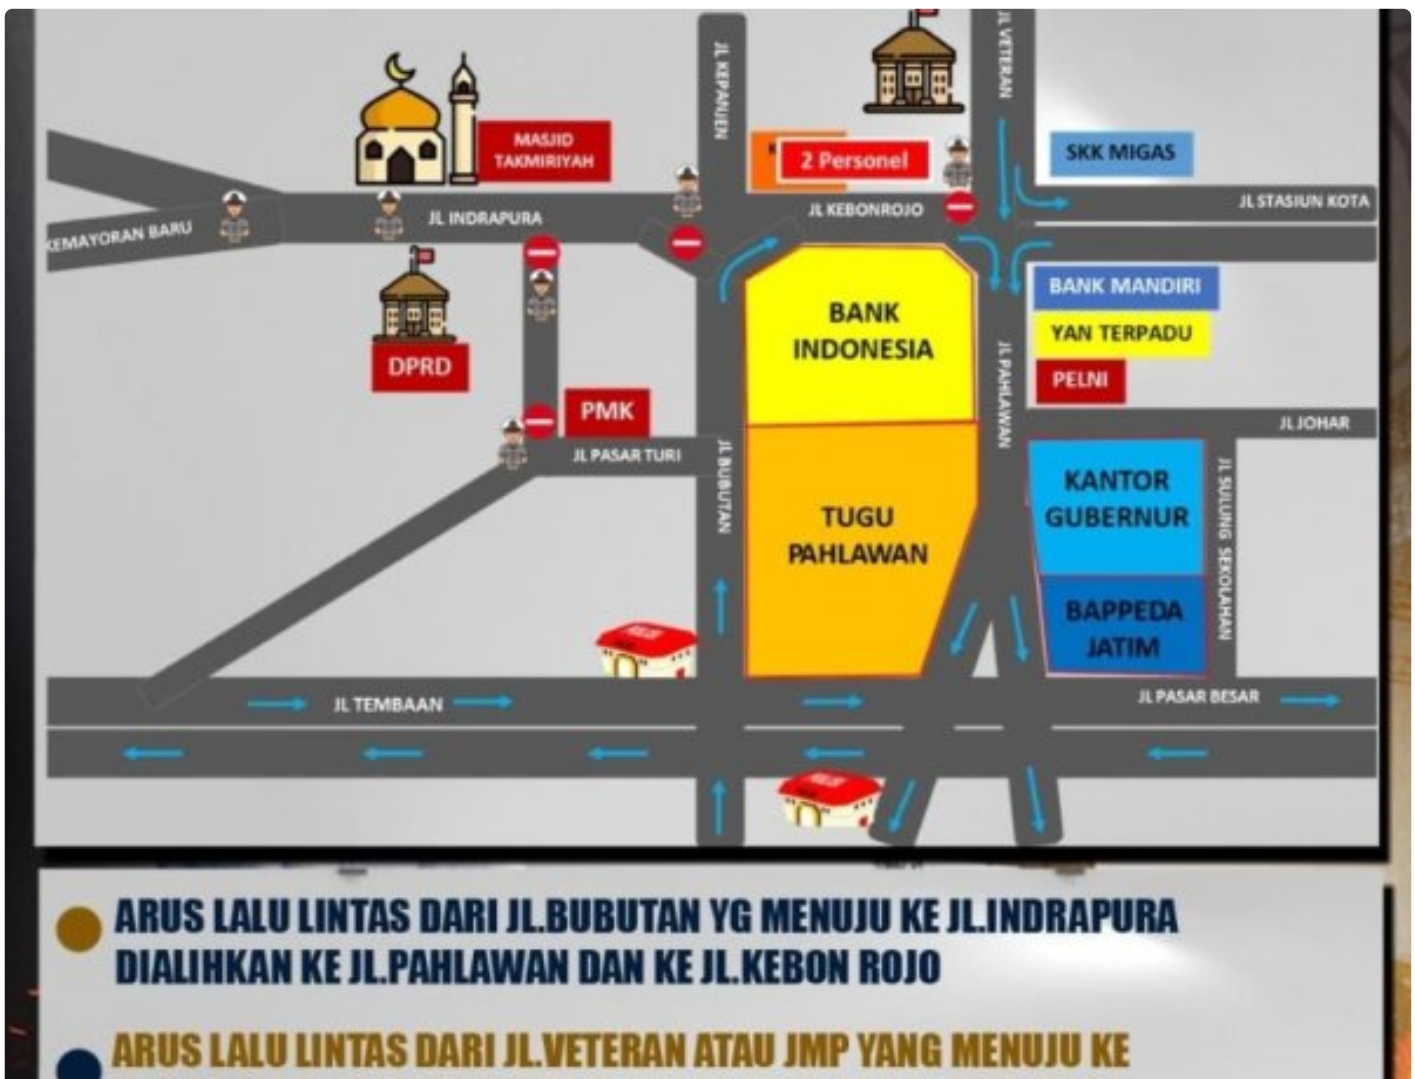 JL KEPANJEN
JL VETERAN
MASJID
TAKMIRIYAH
2 Personel
SKK MIGAS
JL STASIUN KOTA
JL KEBONROJO
JL INDRAPURA
KEMAYORAN BARU
BANK MANDIRI
YAN TERPADU
PELNI
BANK
INDONESIA
JL PAHLAWAN
DPRD
PMK
JL JOHAR
JL PASAR TURI
JL BUBUTAN
TUGU
PAHLAWAN
KANTOR
GUBERNUR
JL SULUNG SEKOLAHAN
BAPPEDA
JATIM
JL TEMBAAN
JL PASAR BESAR
ARUS LALU LINTAS DARI JL.BUBUTAN YG MENUJU KE JL.INDRAPURA
DIALIHKAN KE JL.PAHLAWAN DAN KE JL.KEBON ROJO
ARUS LALU LINTAS DARI JL.VETERAN ATAU JMP YANG MENUJU KE